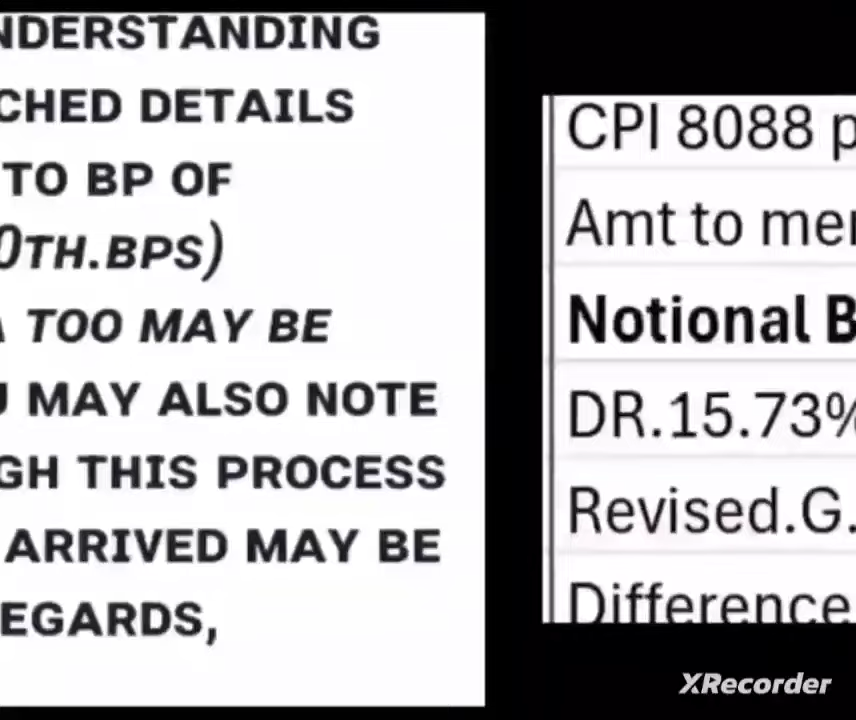 NDERSTANDING
CHED DETAILS
TO BP OF
0TH.BPS)
TOO MAY BE
U MAY ALSO NOTE
GH THIS PROCESS
ARRIVED MAY BE
EGARDS,
CPI 8088 p
Amt to mer
Notional B
DR.15.73%
Revised.G.
Difference
XRecorder